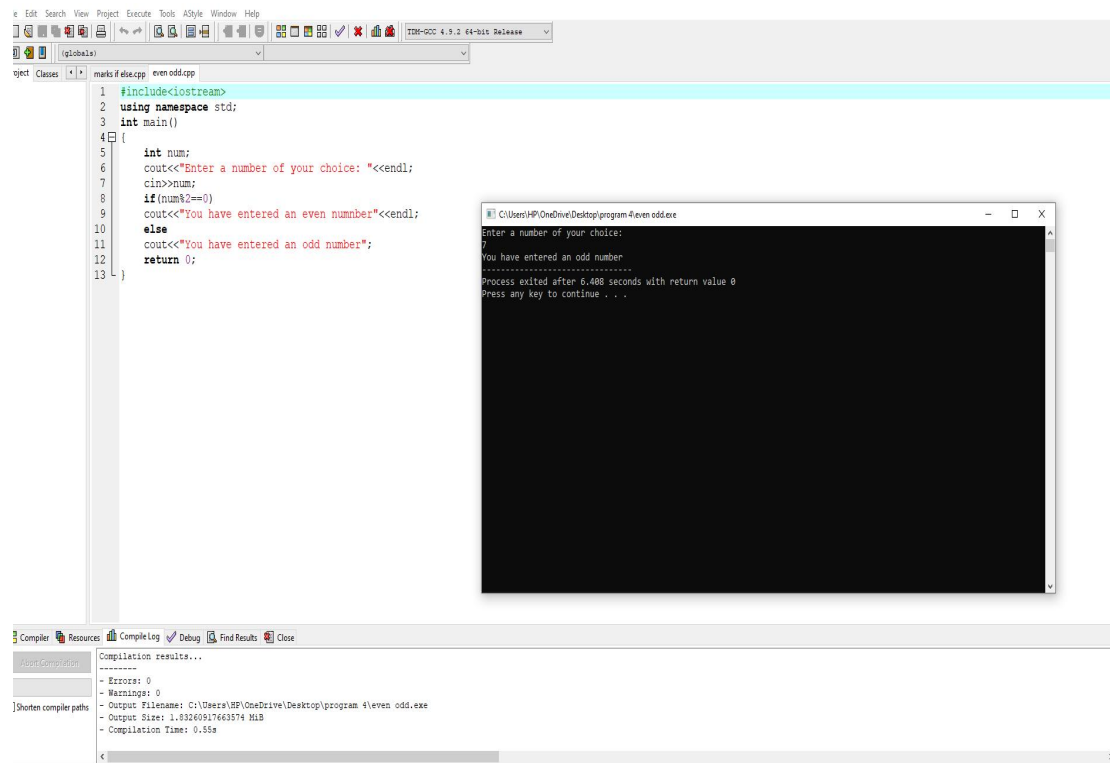 Edit Search View Project Execute Tools AStyle Window Help
TDM-GCC 4.9.2 64-bit Release
(globals)
oject Classes marks if else.cpp even odd.cpp
1 #include<iostream>
2 using namespace std;
3 int main()
4 {
5 int num;
6 cout<<"Enter a number of your choice: "<<endl;
7 cin>>num;
8 if(num%2==0)
9 cout<<"You have entered an even numnber"<<endl;
10 else
11 cout<<"You have entered an odd number";
12 return 0;
13 }
C:\Users\HP\OneDrive\Desktop\program 4\even odd.exe
Enter a number of your choice:
7
You have entered an odd number
--------------------------------
Process exited after 6.408 seconds with return value 0
Press any key to continue . . .
Compiler Resources Compile Log Debug Find Results Close
Abort Compilation
Shorten compiler paths
Compilation results...
--------
- Errors: 0
- Warnings: 0
- Output Filename: C:\Users\HP\OneDrive\Desktop\program 4\even odd.exe
- Output Size: 1.83260917663574 MiB
- Compilation Time: 0.55s